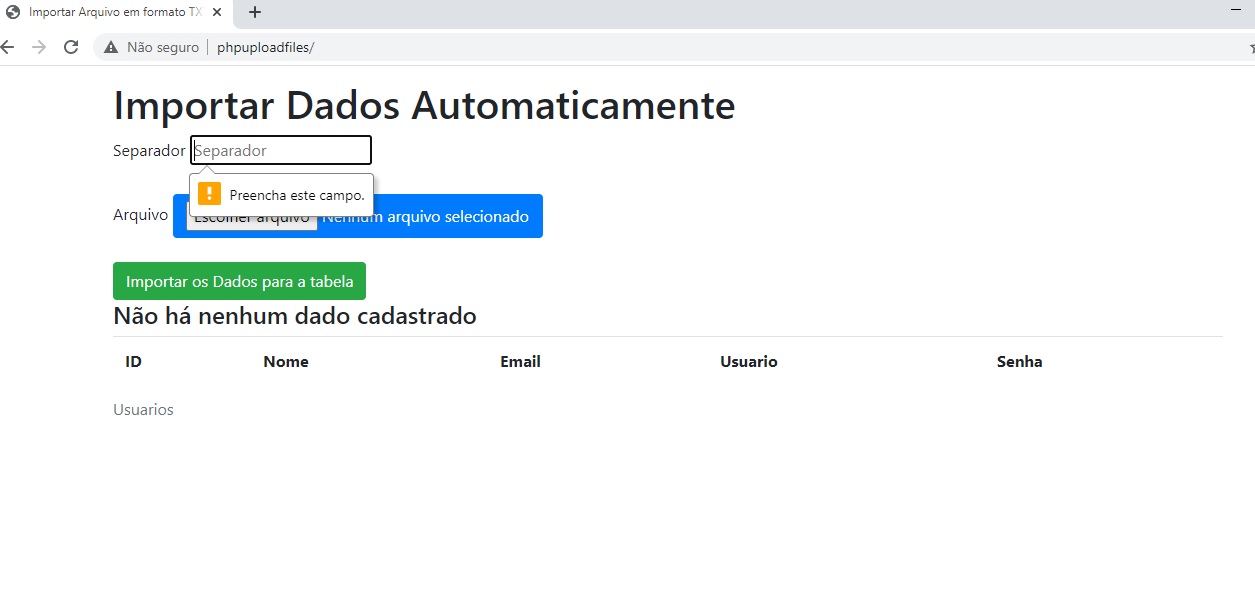 Importar Arquivo em formato TX
Não seguro
phpuploadfiles/
Importar Dados Automaticamente
Separador Separador
Preencha este campo.
Arquivo Escolher arquivo Nenhum arquivo selecionado
Importar os Dados para a tabela
Não há nenhum dado cadastrado
ID Nome Email Usuario Senha
Usuarios